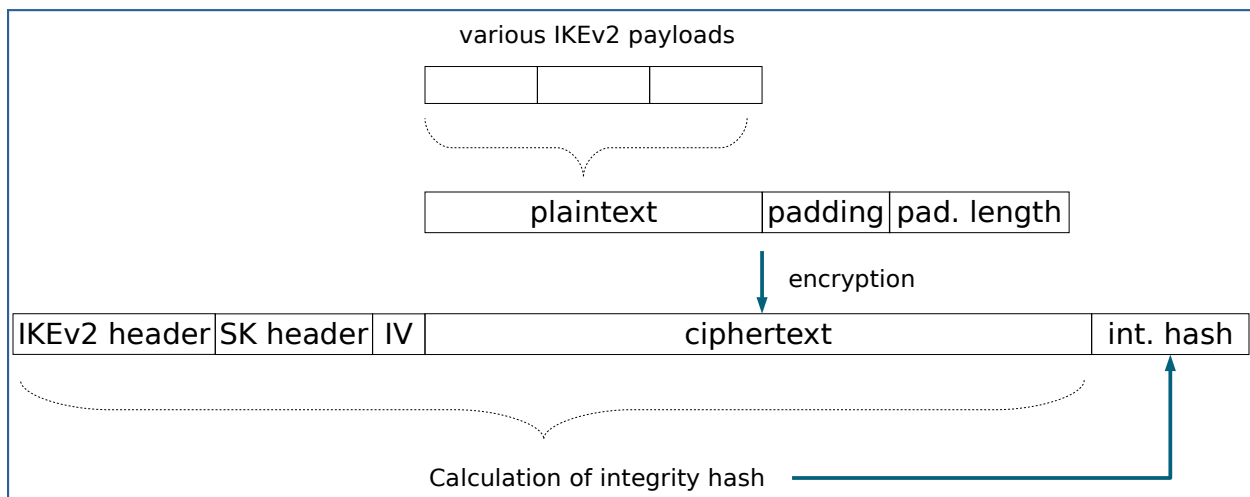 various IKEv2 payloads
plaintext padding pad. length
encryption
IKEv2 header SK header IV ciphertext int. hash
Calculation of integrity hash